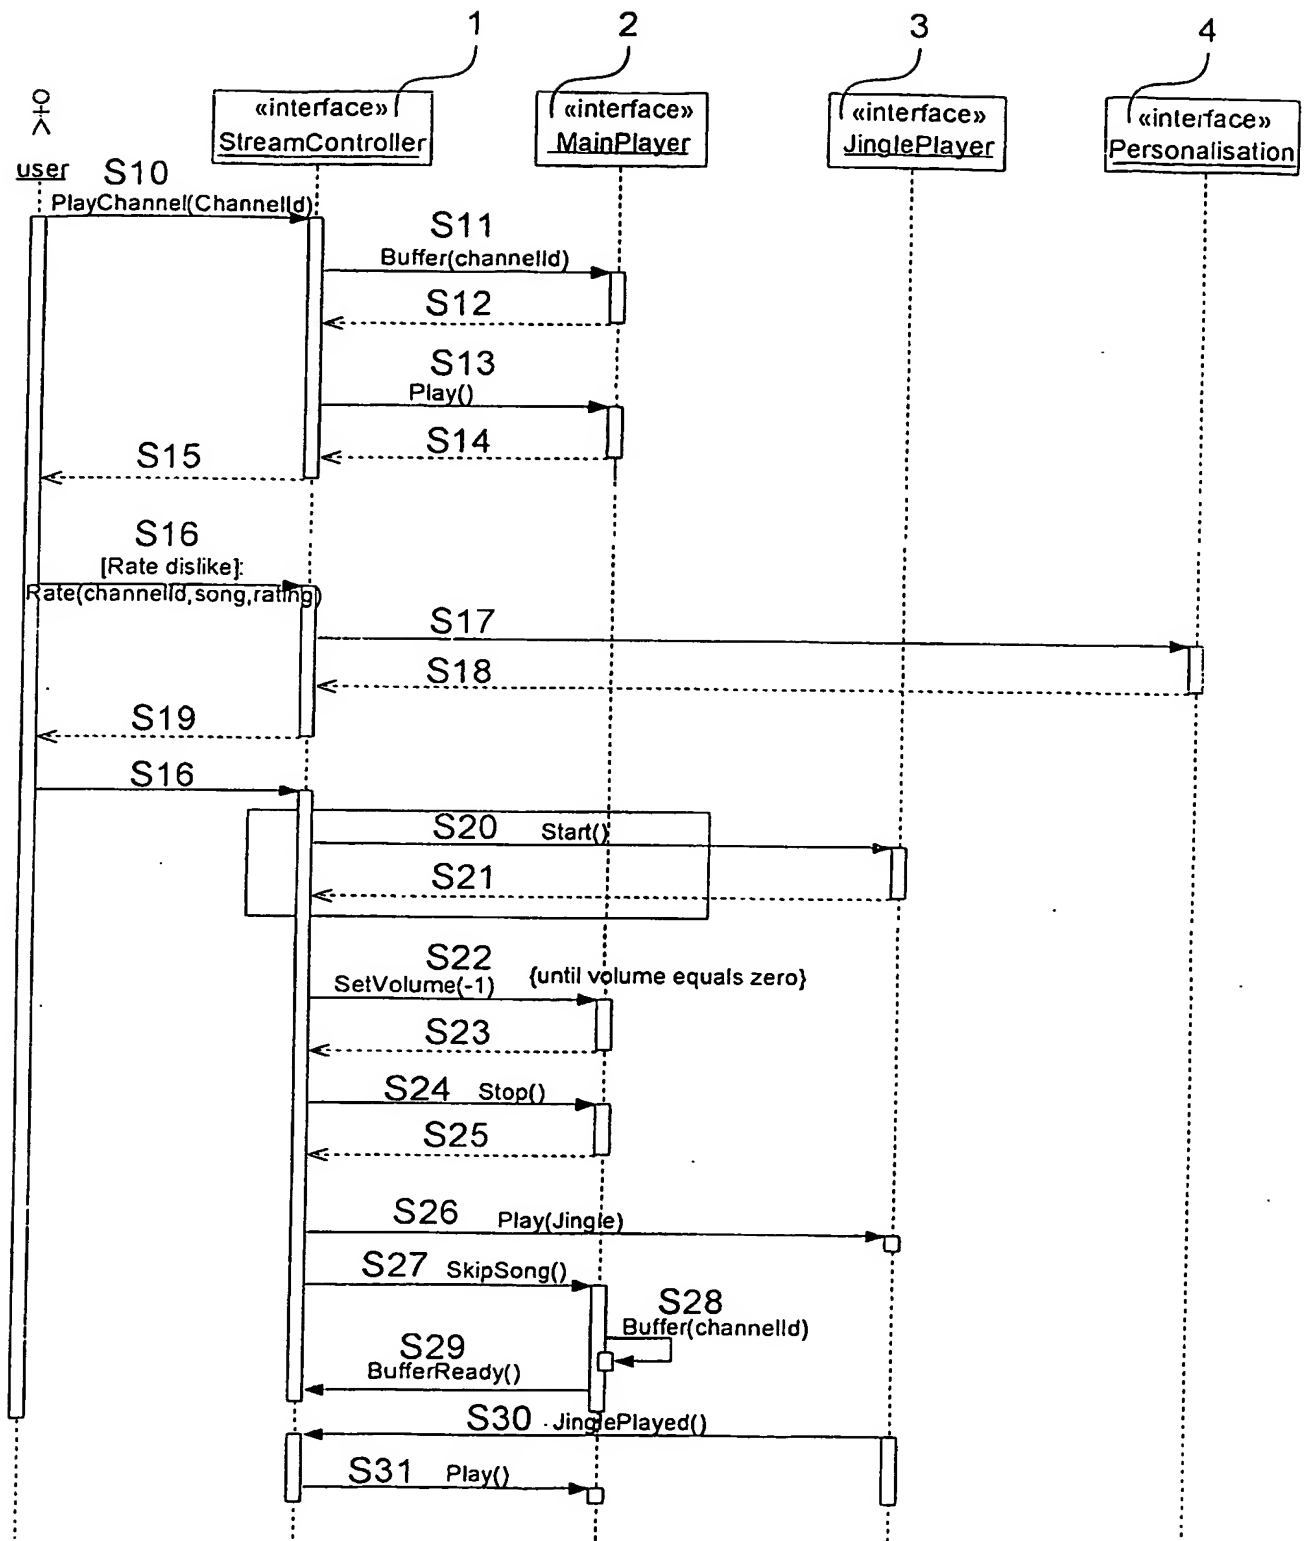 1
2
3
4
«interface»
StreamController
«interface»
MainPlayer
«interface»
JinglePlayer
«interface»
Personalisation
user
S10
PlayChannel(ChannelId)
S11
Buffer(channelId)
S12
S13
Play()
S14
S15
S16
[Rate dislike]:
Rate(channelId,song,rating)
S17
S18
S19
S16
S20 Start()
S21
S22
SetVolume(-1) {until volume equals zero}
S23
S24 Stop()
S25
S26 Play(Jingle)
S27 SkipSong()
S28
Buffer(channelId)
S29
BufferReady()
S30 JinglePlayed()
S31 Play()